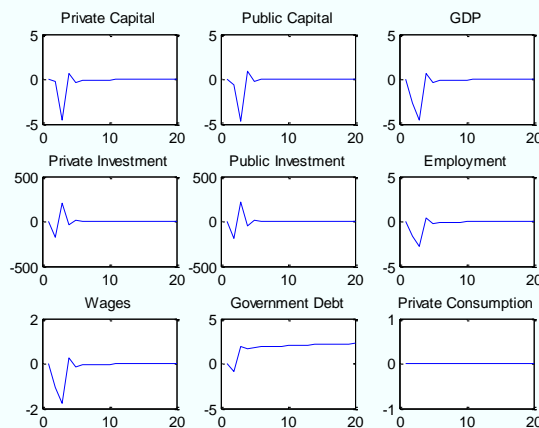 Private Capital Public Capital GDP
5 5 5
0 0 0
-5 -5 -5
0 10 20 0 10 20 0 10 20
Private Investment Public Investment Employment
500 500 5
0 0 0
-500 -500 -5
0 10 20 0 10 20 0 10 20
Wages Government Debt Private Consumption
2 5 1
0 0 0
-2 -5 -1
0 10 20 0 10 20 0 10 20